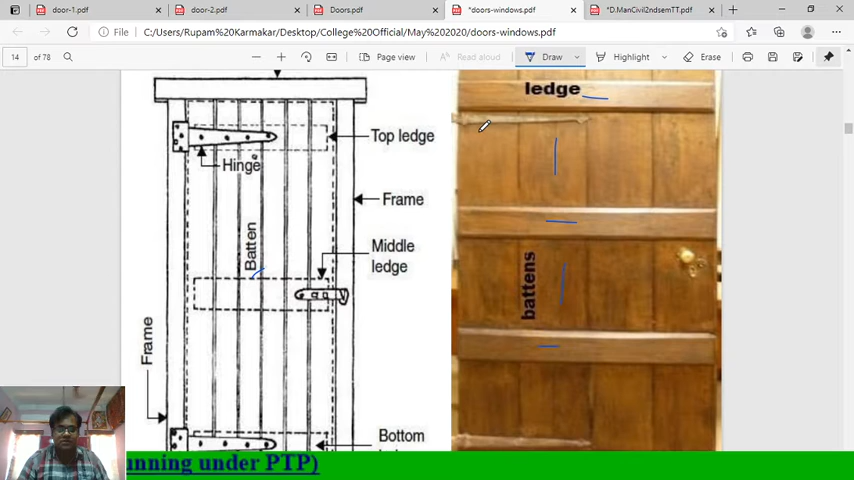 door-1.pdf
door-2.pdf
Doors.pdf
*doors-windows.pdf
*D.ManCivil2ndsemTT.pdf
File
C:/Users/Rupam%20Karmakar/Desktop/College%20Official/May%202020/doors-windows.pdf
14 of 78
Page view
Read aloud
Draw
Highlight
Erase
Top ledge
Hinge
Frame
Batten
Middle
ledge
Frame
Bottom
ledge
battens
unning under PTP)